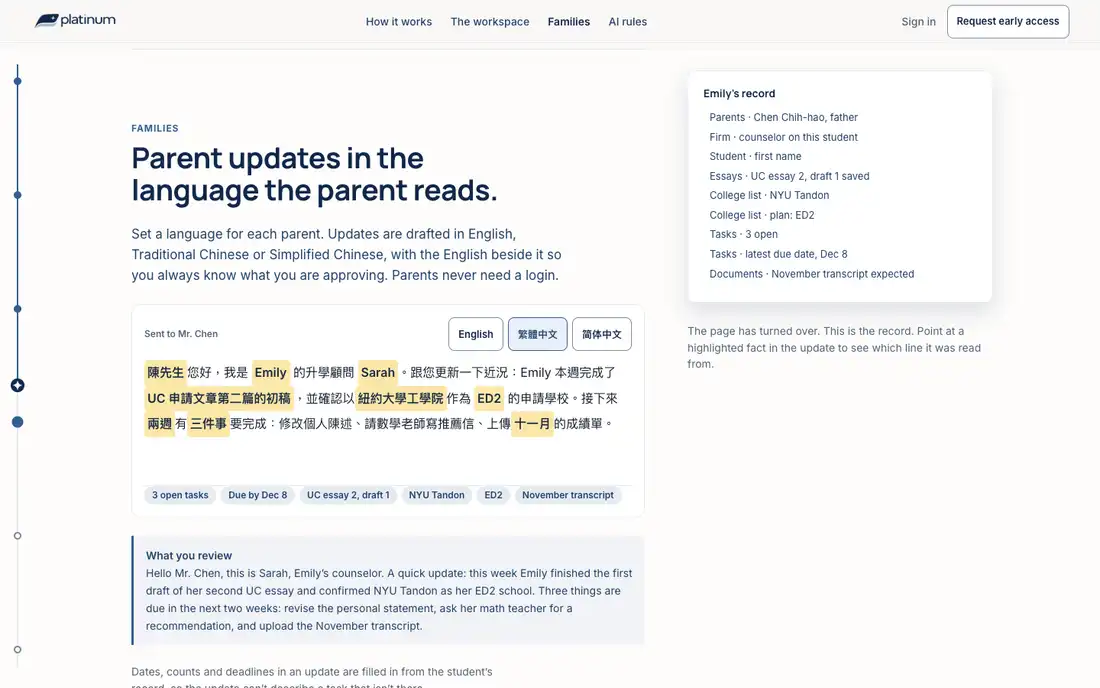 platinum
How it works
The workspace
Families
AI rules
Sign in
Request early access
FAMILIES
Parent updates in the
language the parent reads.
Set a language for each parent. Updates are drafted in English,
Traditional Chinese or Simplified Chinese, with the English beside it so
you always know what you are approving. Parents never need a login.
Sent to Mr. Chen
English
繁體中文
简体中文
陳先生您好，我是 Emily 的升學顧問 Sarah。跟您更新一下近況：Emily 本週完成了
UC 申請文章第二篇的初稿，並確認以紐約大學工學院作為 ED2 的申請學校。接下來
兩週有三件事要完成：修改個人陳述、請數學老師寫推薦信、上傳十一月的成績單。
3 open tasks
Due by Dec 8
UC essay 2, draft 1
NYU Tandon
ED2
November transcript
What you review
Hello Mr. Chen, this is Sarah, Emily's counselor. A quick update: this week Emily finished the first
draft of her second UC essay and confirmed NYU Tandon as her ED2 school. Three things are
due in the next two weeks: revise the personal statement, ask her math teacher for a
recommendation, and upload the November transcript.
Dates, counts and deadlines in an update are filled in from the student's
record, so the update can't describe a task that isn't there.
Emily's record
Parents · Chen Chih-hao, father
Firm · counselor on this student
Student · first name
Essays · UC essay 2, draft 1 saved
College list · NYU Tandon
College list · plan: ED2
Tasks · 3 open
Tasks · latest due date, Dec 8
Documents · November transcript expected
The page has turned over. This is the record. Point at a
highlighted fact in the update to see which line it was read
from.